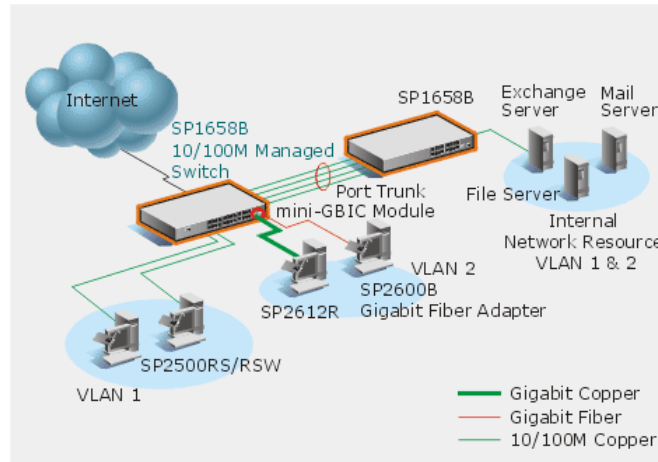 Internet
SP1658B
10/100M Managed
Switch
SP1658B
Exchange
Server
Mail
Server
File Server
Internal
Network Resource
VLAN 1 & 2
Port Trunk
mini-GBIC Module
VLAN 2
SP2612R
SP2600B
Gigabit Fiber Adapter
SP2500RS/RSW
VLAN 1
Gigabit Copper
Gigabit Fiber
10/100M Copper